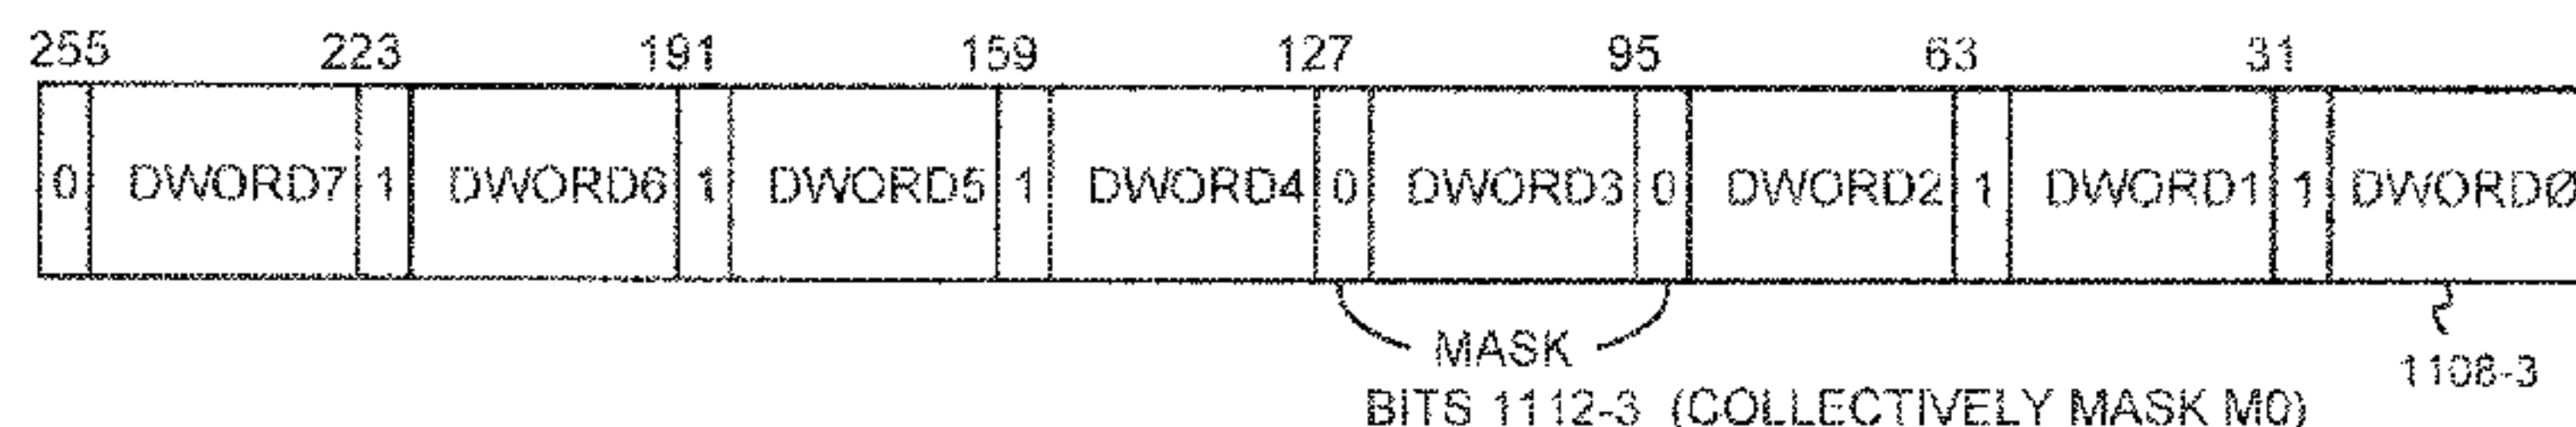 255 223 191 159 127 95 63 31
0 DWORD7 1 DWORD6 1 DWORD5 1 DWORD4 0 DWORD3 0 DWORD2 1 DWORD1 1 DWORD0
MASK
1108-3
BITS 1112-3 (COLLECTIVELY MASK M0)